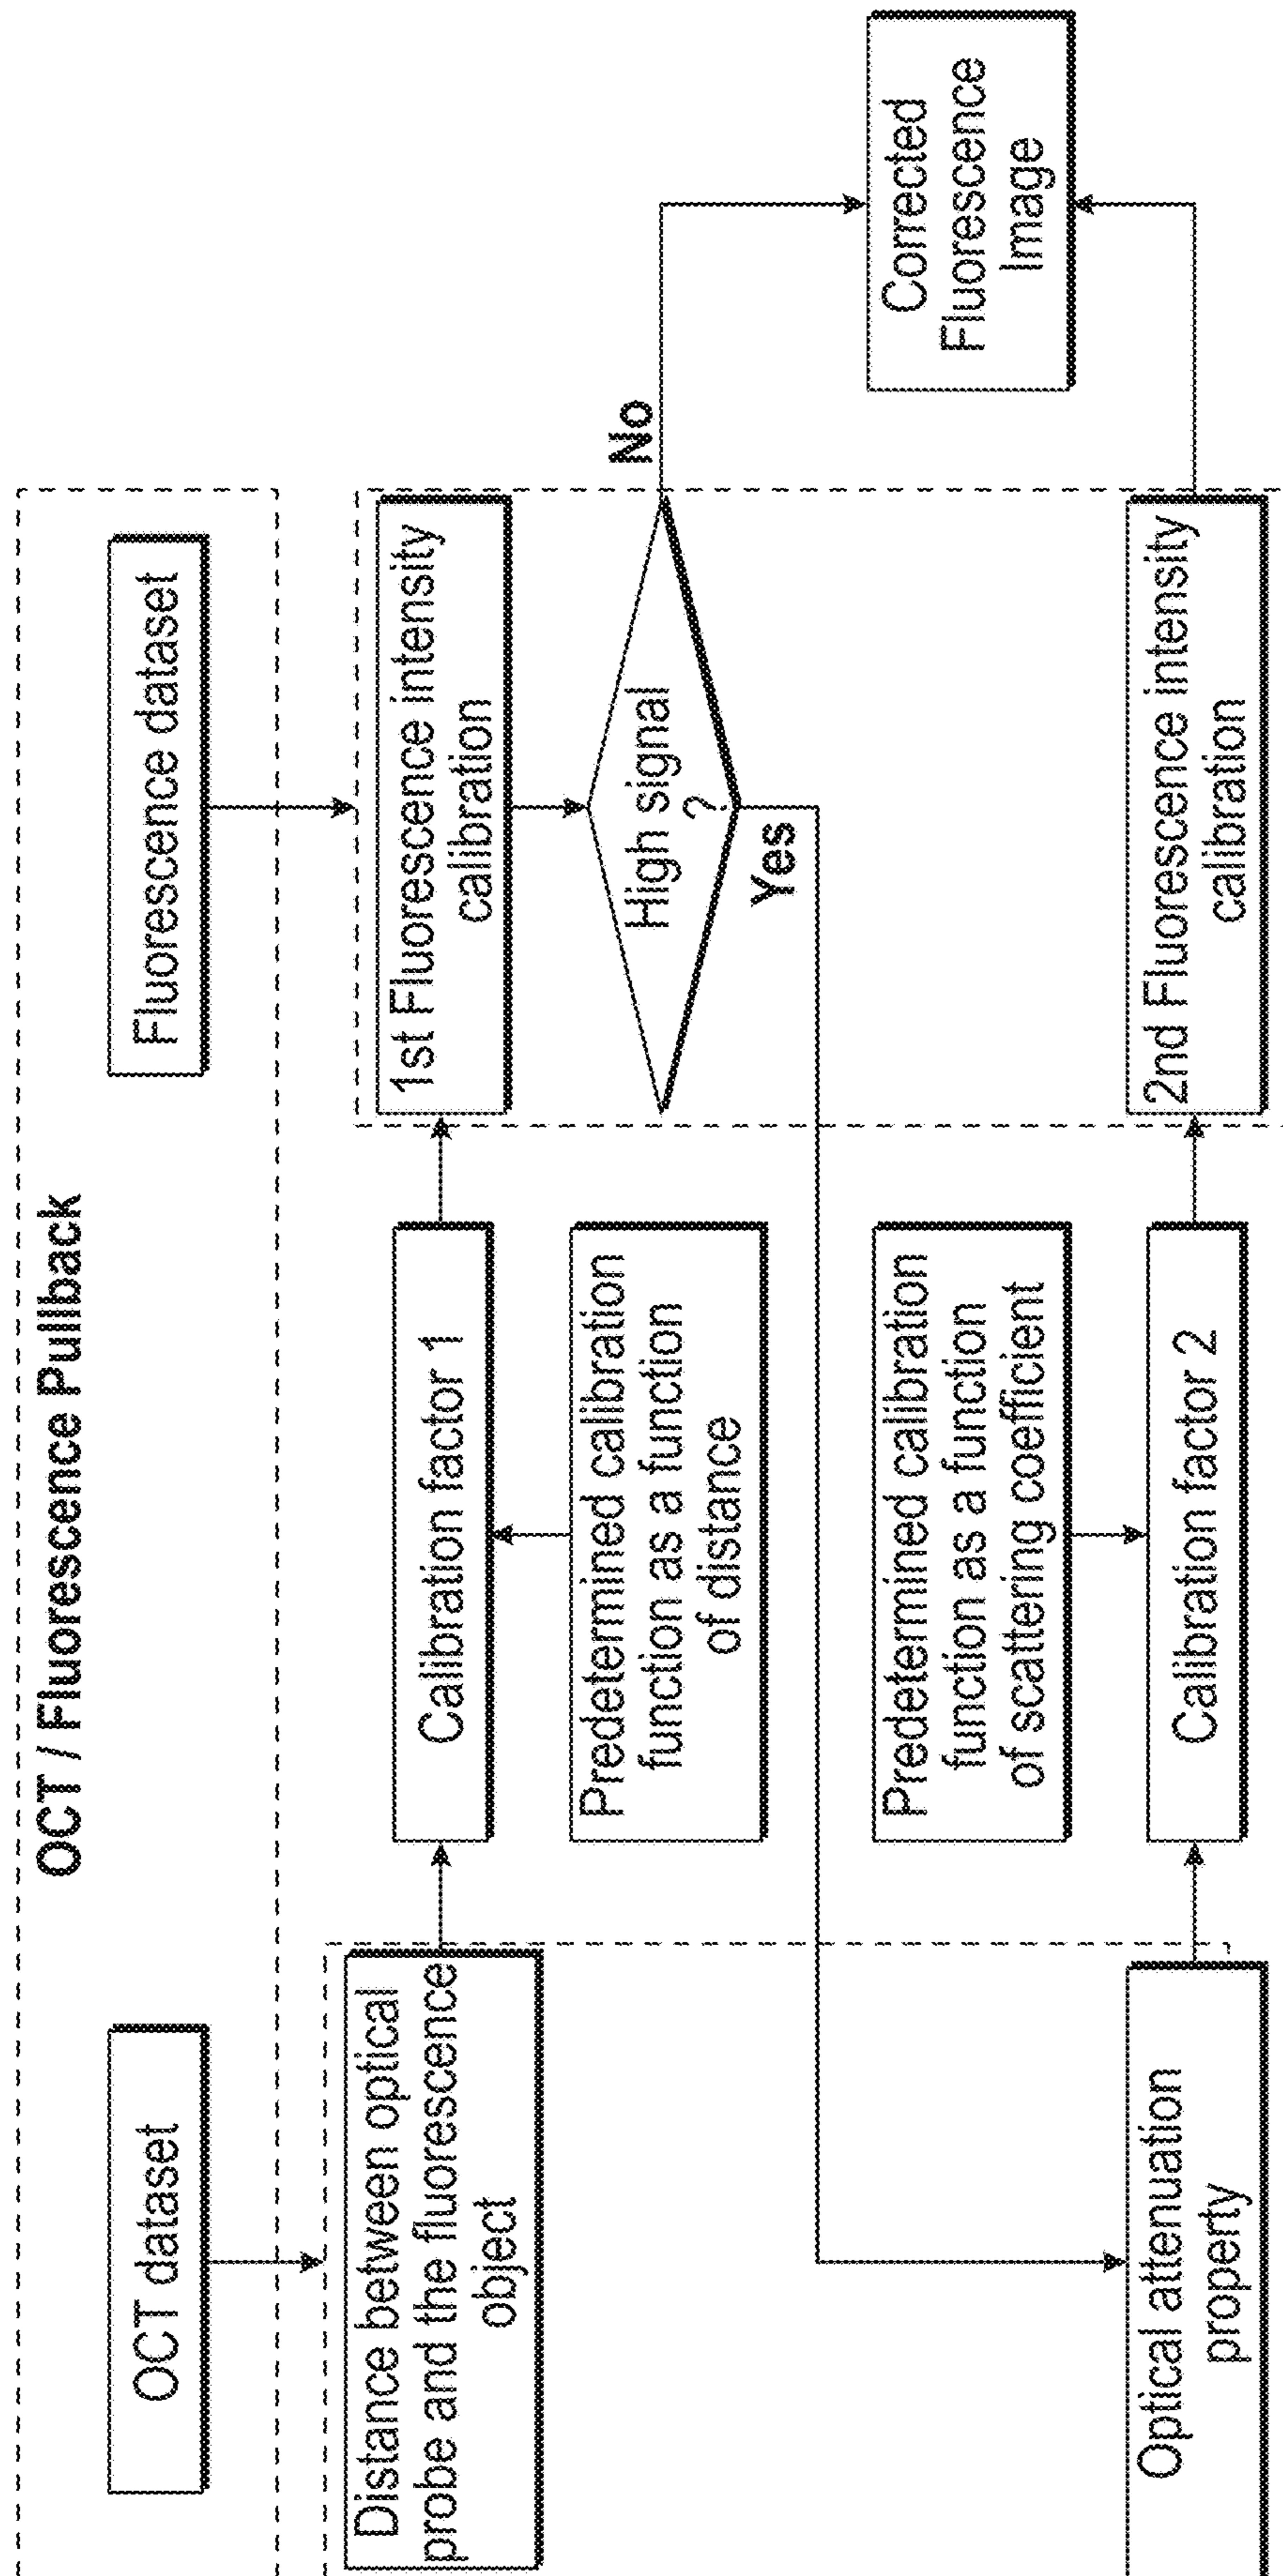 OCT / Fluorescence Pullback
OCT dataset
Fluorescence dataset
Distance between optical
probe and the fluorescence
object
Calibration factor 1
1st Fluorescence intensity
calibration
Predetermined calibration
function as a function
of distance
High signal
?
No
Yes
Corrected
Fluorescence
Image
Predetermined calibration
function as a function
of scattering coefficient
Optical attenuation
property
Calibration factor 2
2nd Fluorescence intensity
calibration